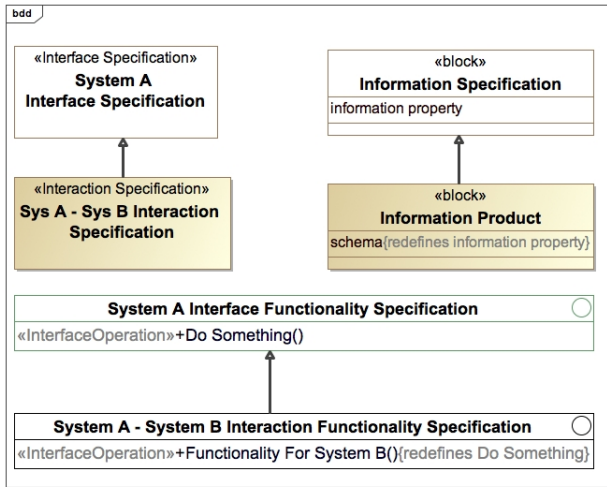 bdd
«Interface Specification»
System A
Interface Specification
«block»
Information Specification
information property
«Interaction Specification»
Sys A - Sys B Interaction
Specification
«block»
Information Product
schema{redefines information property}
System A Interface Functionality Specification
«InterfaceOperation»+Do Something()
System A - System B Interaction Functionality Specification
«InterfaceOperation»+Functionality For System B(){redefines Do Something}